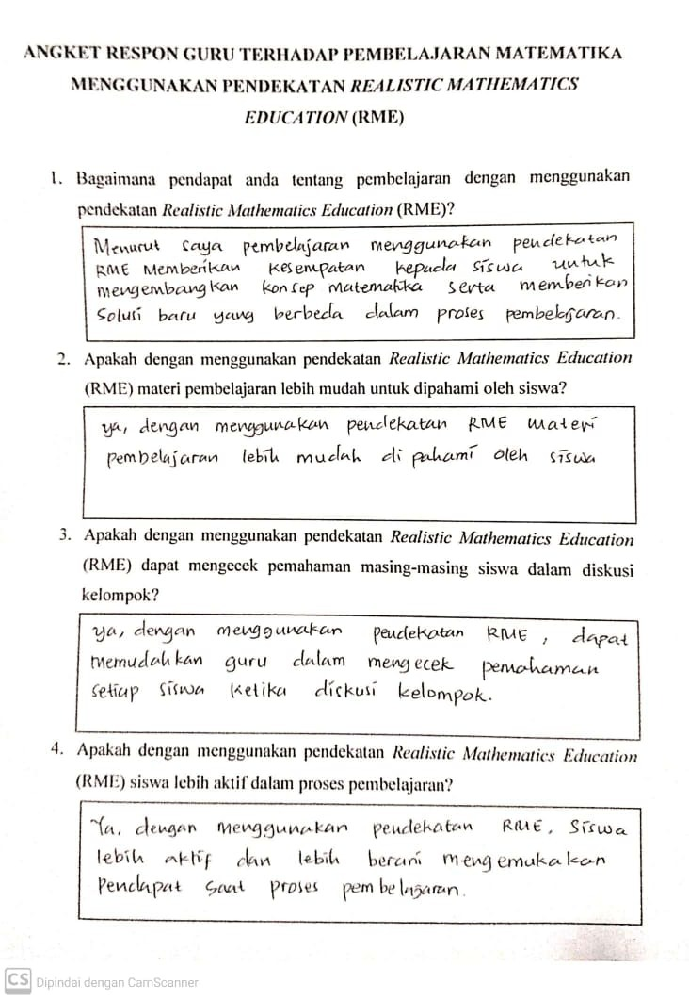 ANGKET RESPON GURU TERHADAP PEMBELAJARAN MATEMATIKA
MENGGUNAKAN PENDEKATAN REALISTIC MATHEMATICS
EDUCATION (RME)
1. Bagaimana pendapat anda tentang pembelajaran dengan menggunakan
pendekatan Realistic Mathematics Education (RME)?
Menurut saya pembelajaran menggunakan pendekatan
RME Memberikan kesempatan kepada siswa untuk
mengembangkan konsep matematika serta memberikan
Solusi baru yang berbeda dalam proses pembelajaran.
2. Apakah dengan menggunakan pendekatan Realistic Mathematics Education
(RME) materi pembelajaran lebih mudah untuk dipahami oleh siswa?
ya, dengan menggunakan pendekatan RME materi
pembelajaran lebih mudah di pahami oleh siswa
3. Apakah dengan menggunakan pendekatan Realistic Mathematics Education
(RME) dapat mengecek pemahaman masing-masing siswa dalam diskusi
kelompok?
ya, dengan menggunakan pendekatan RME, dapat
memudahkan guru dalam mengecek pemahaman
setiap siswa ketika diskusi kelompok.
4. Apakah dengan menggunakan pendekatan Realistic Mathematics Education
(RME) siswa lebih aktif dalam proses pembelajaran?
Ya, dengan menggunakan pendekatan RME, siswa
lebih aktif dan lebih berani mengemukakan
Pendapat saat proses pembelajaran.
CS Dipindai dengan CamScanner